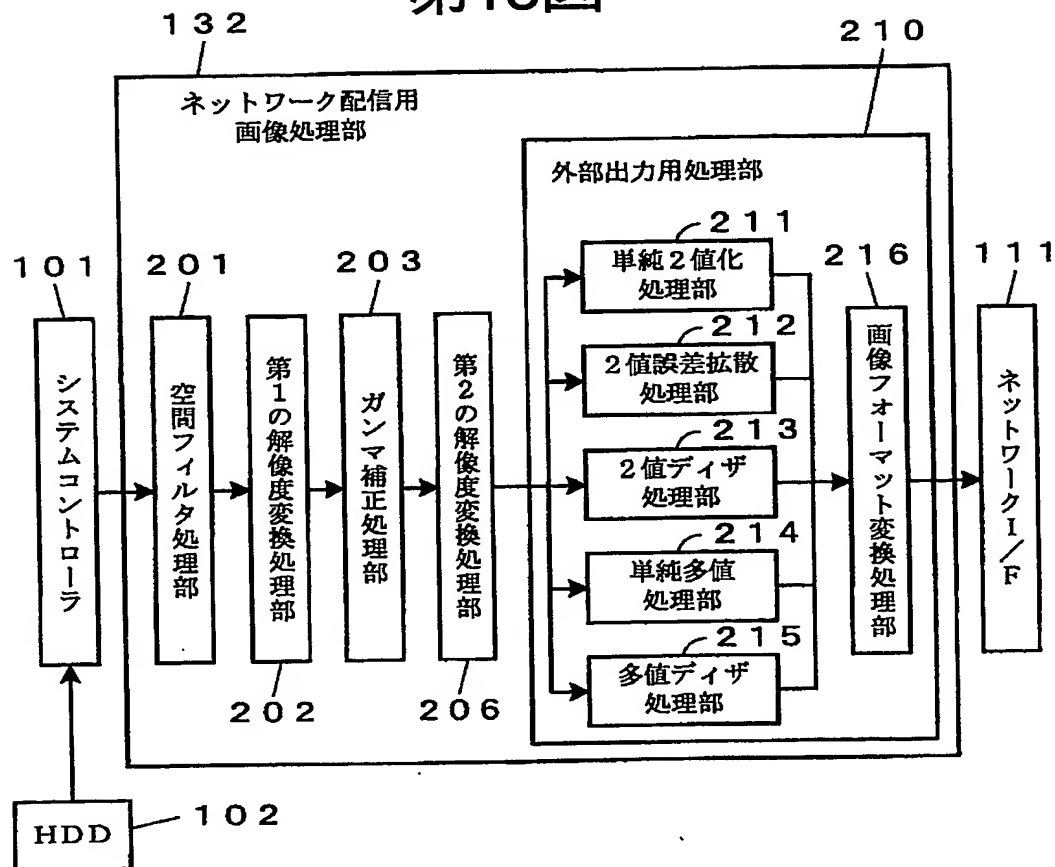 132
210
ネットワーク配信用
画像処理部
外部出力用処理部
101
201
203
211
216
111
単純2値化
処理部
212
2値誤差拡散
処理部
213
2値ディザ
処理部
214
単純多値
処理部
215
多値ディザ
処理部
システムコントローラ
空間フィルタ処理部
第1の解像度変換処理部
ガンマ補正処理部
第2の解像度変換処理部
画像フォーマット変換処理部
ネットワークI/F
202
206
HDD
102